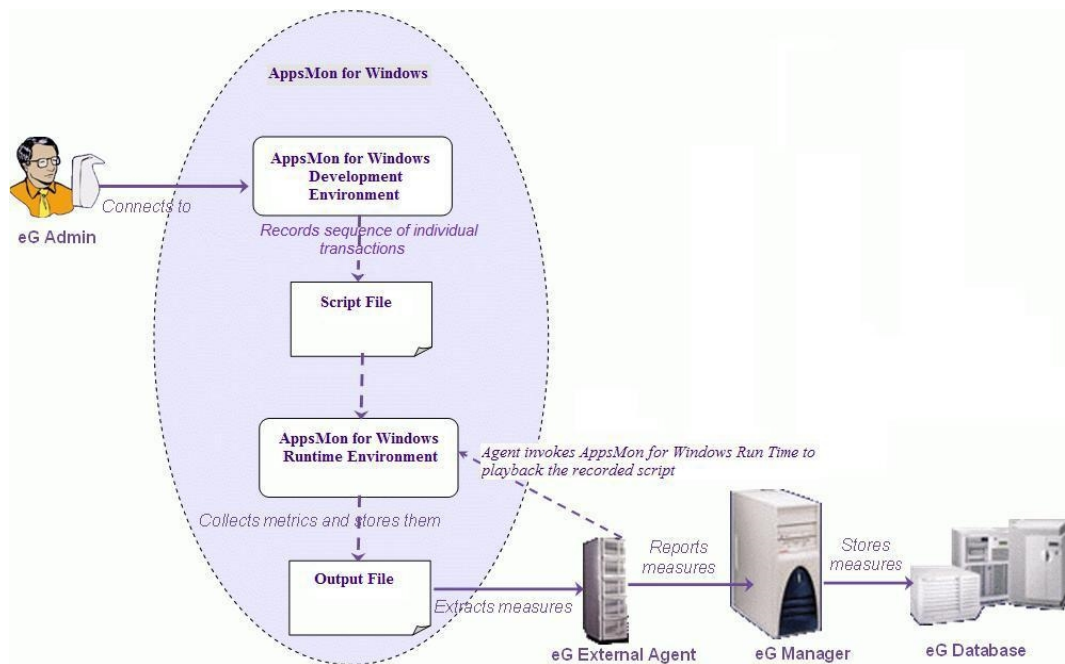 AppsMon for Windows
AppsMon for Windows
Development
Environment
Connects to
eG Admin
Records sequence of individual
transactions
Script File
AppsMon for Windows
Runtime Environment
Agent invokes AppsMon for Windows Run Time to
playback the recorded script
Collects metrics and stores them
Output File
Extracts measures
Reports
measures
Stores
measures
eG External Agent
eG Manager
eG Database